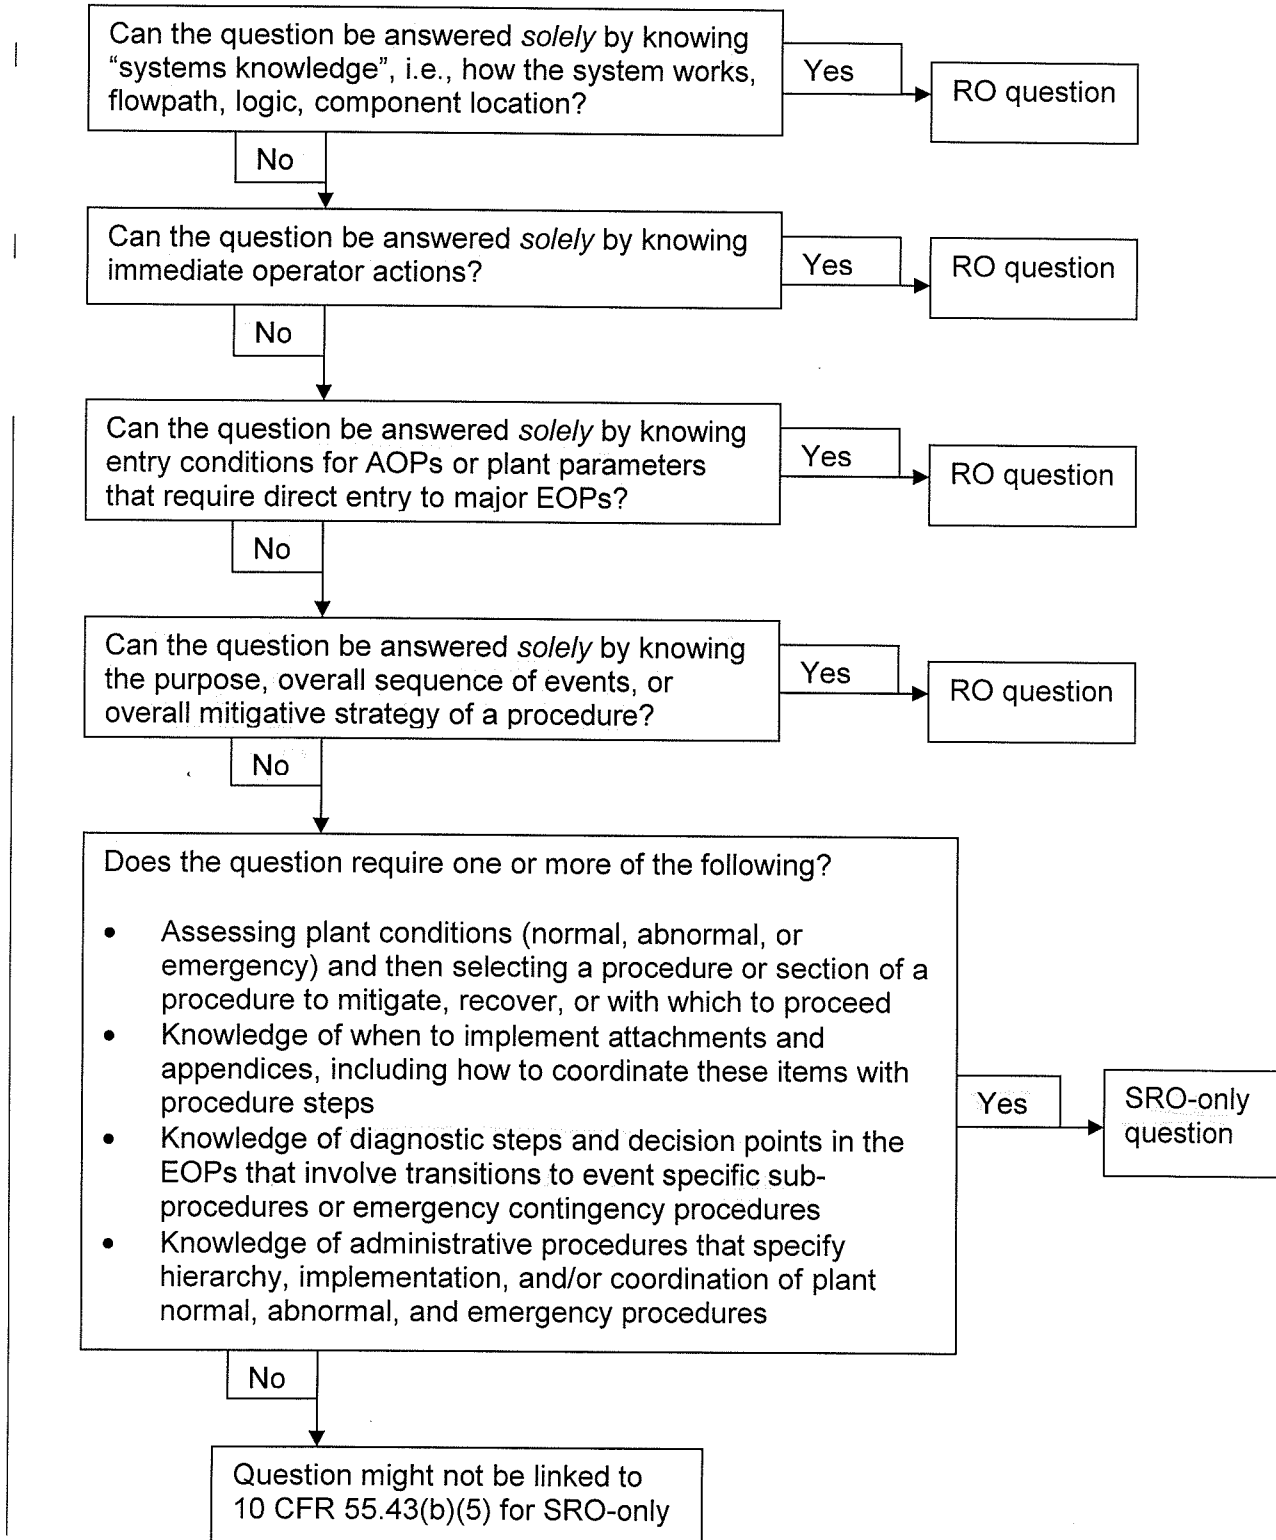 Can the question be answered solely by knowing
“systems knowledge”, i.e., how the system works,
flowpath, logic, component location?
Yes
RO question
No
Can the question be answered solely by knowing
immediate operator actions?
Yes
RO question
No
Can the question be answered solely by knowing
entry conditions for AOPs or plant parameters
that require direct entry to major EOPs?
Yes
RO question
No
Can the question be answered solely by knowing
the purpose, overall sequence of events, or
overall mitigative strategy of a procedure?
Yes
RO question
No
Does the question require one or more of the following?
• Assessing plant conditions (normal, abnormal, or
emergency) and then selecting a procedure or section of a
procedure to mitigate, recover, or with which to proceed
• Knowledge of when to implement attachments and
appendices, including how to coordinate these items with
procedure steps
• Knowledge of diagnostic steps and decision points in the
EOPs that involve transitions to event specific sub-
procedures or emergency contingency procedures
• Knowledge of administrative procedures that specify
hierarchy, implementation, and/or coordination of plant
normal, abnormal, and emergency procedures
Yes
SRO-only
question
No
Question might not be linked to
10 CFR 55.43(b)(5) for SRO-only